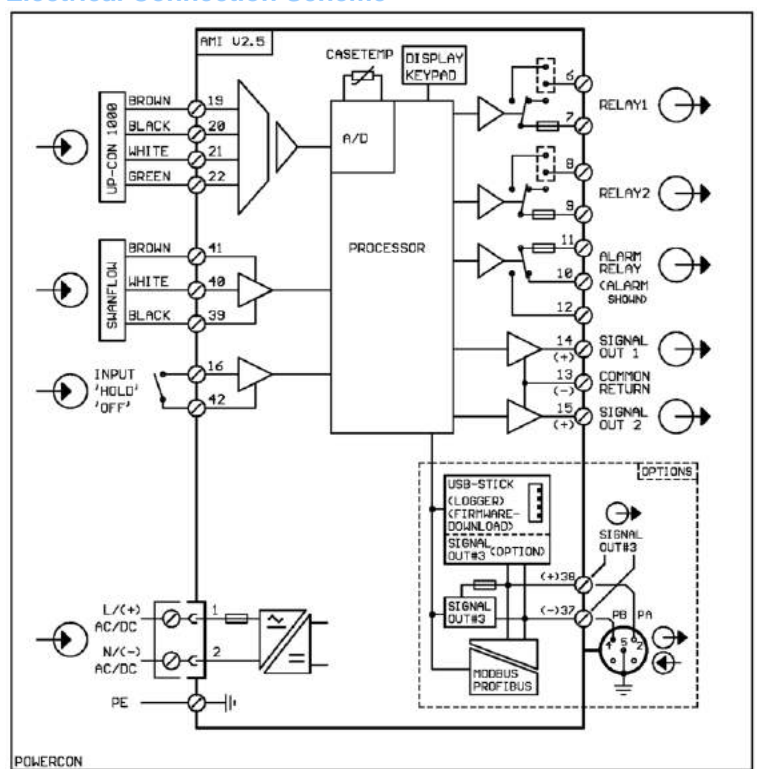 Electrical Connection Scheme
AMI V2.5
CASETEMP
DISPLAY
KEYPAD
A/D
PROCESSOR
UP-CON 1000
BROWN 19
BLACK 20
WHITE 21
GREEN 22
SWANFLOW
BROWN 41
WHITE 40
BLACK 39
INPUT
'HOLD'
'OFF'
16
42
L/(+)
AC/DC
1
N/(-)
AC/DC
2
PE
6
7
RELAY1
8
9
RELAY2
11
10
12
ALARM
RELAY
(ALARM
SHOWN)
14
(+)
SIGNAL
OUT 1
13
(-)
COMMON
RETURN
15
(+)
SIGNAL
OUT 2
OPTIONS
USB-STICK
(LOGGER)
(FIRMWARE-
DOWNLOAD)
SIGNAL
OUT#3 (OPTION)
SIGNAL
OUT#3
(+)38
(-)37
SIGNAL
OUT#3
PB PA
4 5 2
MODBUS
PROFIBUS
POWERCON